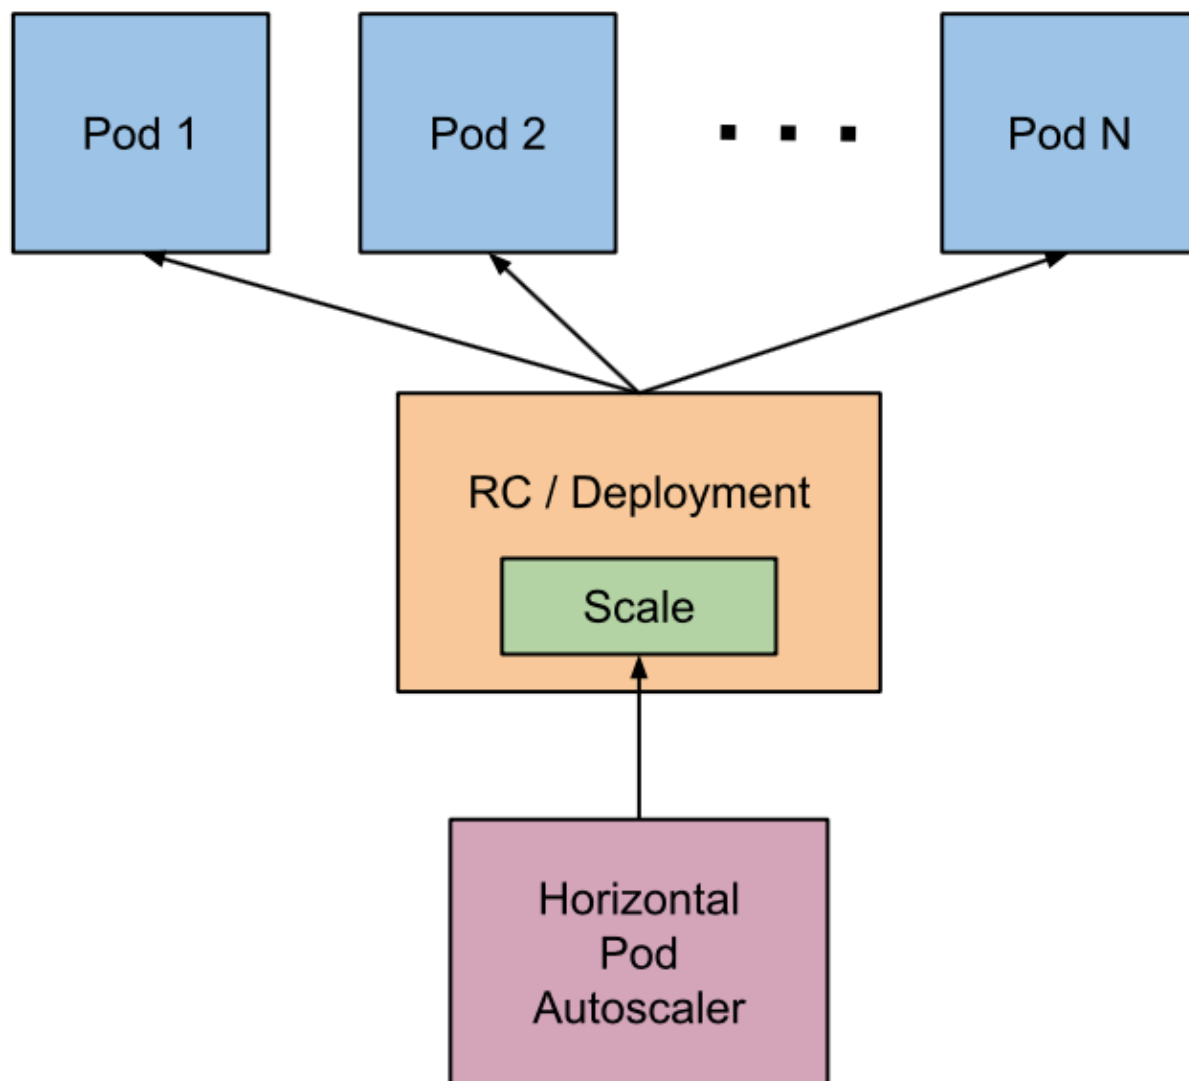 Pod 1
Pod 2
Pod N
RC / Deployment
Scale
Horizontal
Pod
Autoscaler